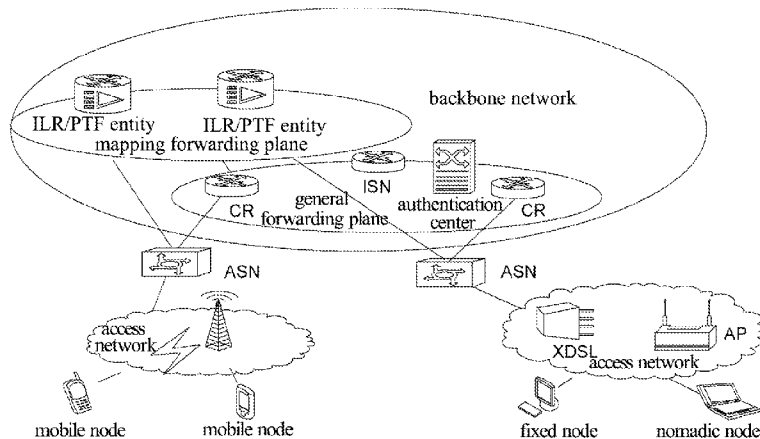 backbone network
ILR/PTF entity
ILR/PTF entity
mapping forwarding plane
ISN
CR
general
forwarding plane
authentication
center
CR
ASN
ASN
access
network
XDSL
AP
access network
mobile node
mobile node
fixed node
nomadic node